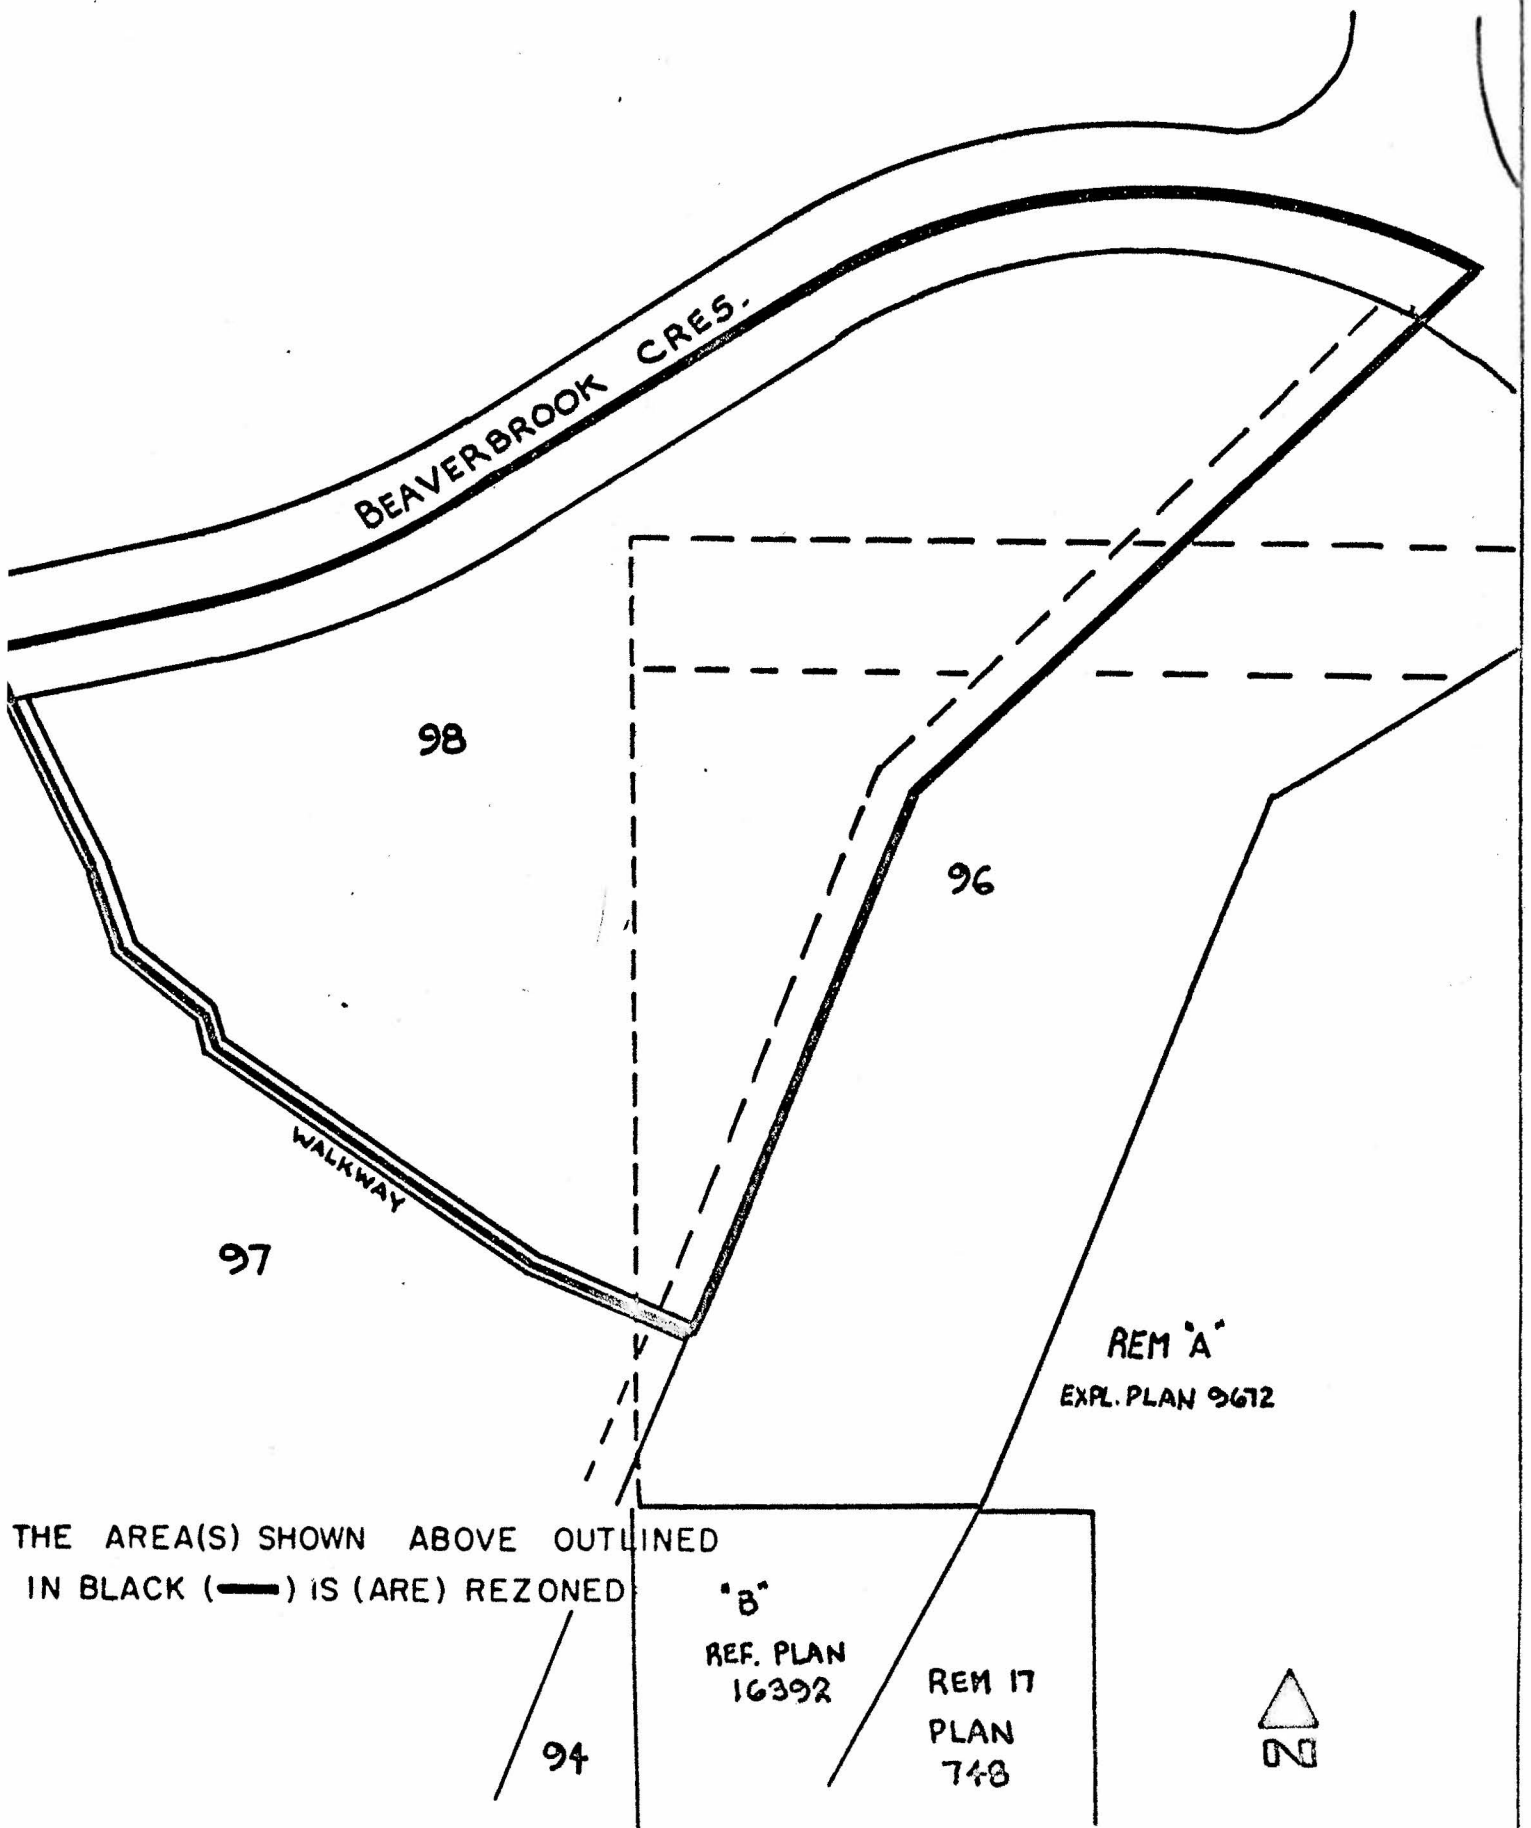 BEAVERBROOK CRES.
98
96
WALKWAY
97
REM "A"
EXPL. PLAN 9672
THE AREA(S) SHOWN ABOVE OUTLINED
IN BLACK (━) IS (ARE) REZONED
"B"
REF. PLAN
16392
REM 17
PLAN
748
94
N